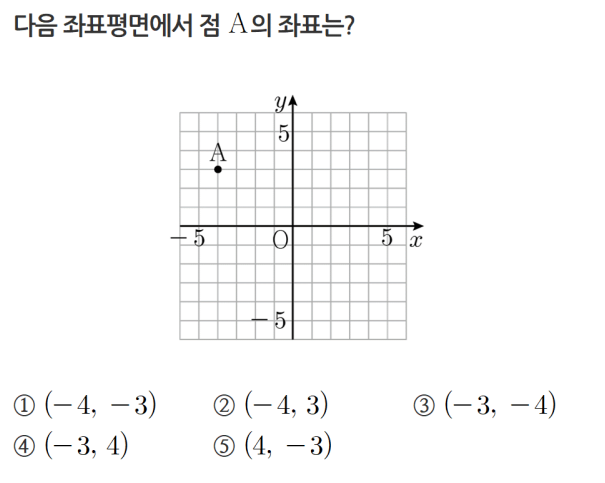 다음 좌표평면에서 점 A의 좌표는?
y
5
A
-5 O 5 x
-5
① (-4, -3) ② (-4, 3) ③ (-3, -4)
④ (-3, 4) ⑤ (4, -3)